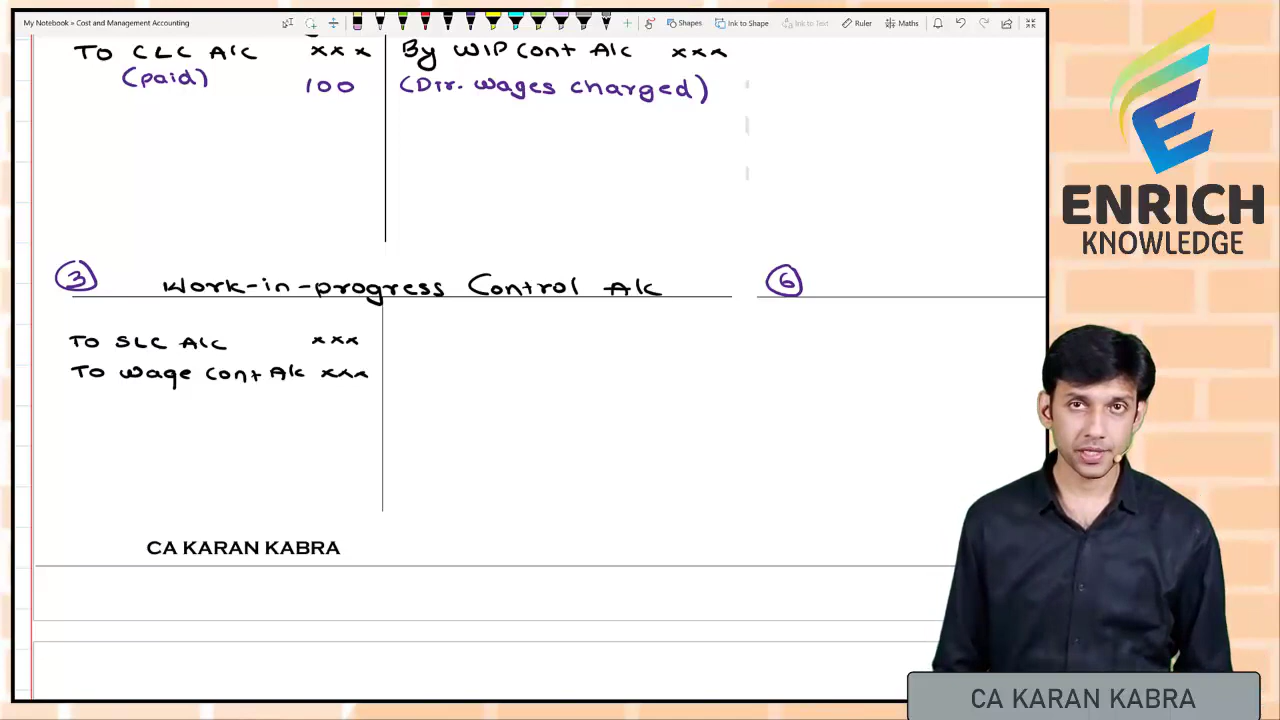 My Notebook > Cost and Management Accounting
Shapes
Ink to Shape
Ink to Text
Ruler
Maths
To CLC A/c xxx
(paid) 100
By WIP Cont A/c xxx
(Dir. wages charged)
3 Work-in-progress Control A/c
6
To SLC A/c xxx
To wage Cont A/c xxx
CA KARAN KABRA
ENRICH
KNOWLEDGE
CA KARAN KABRA